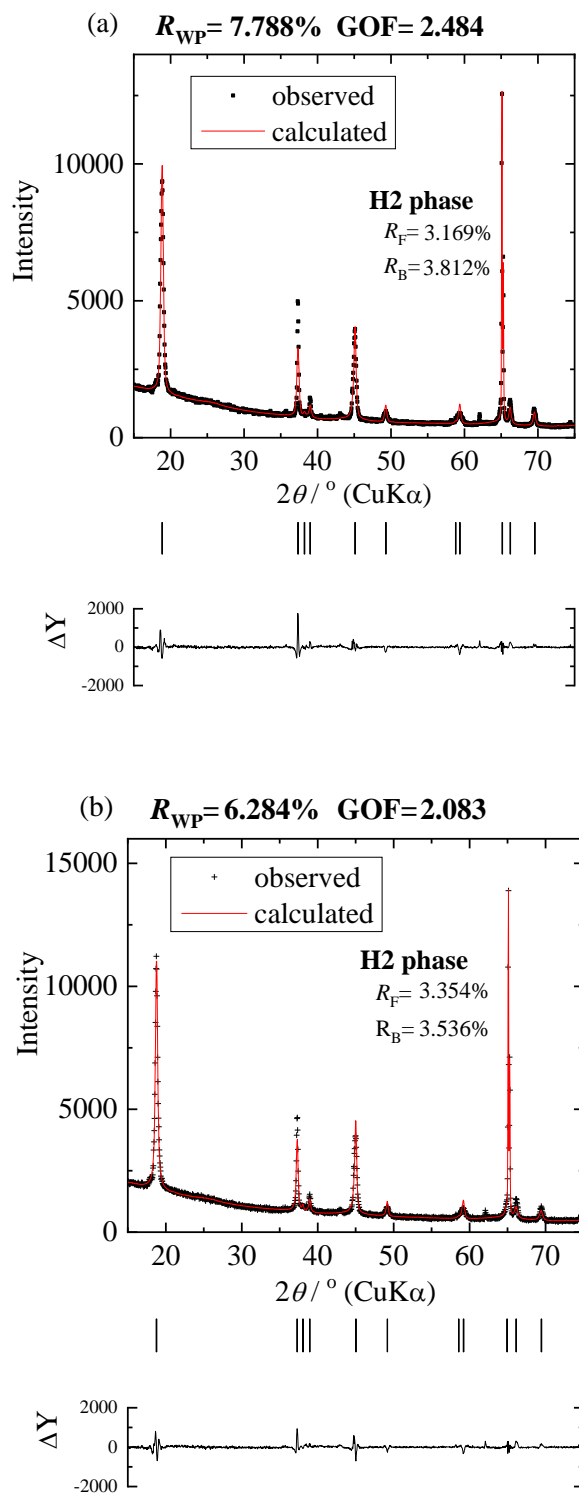 (a) R_WP = 7.788% GOF= 2.484
observed
calculated
10000
H2 phase
R_F= 3.169%
R_B= 3.812%
Intensity
5000
0
20 30 40 50 60 70
2θ / ° (CuKα)
2000
0
-2000
ΔY
(b) R_WP= 6.284% GOF=2.083
15000
observed
calculated
H2 phase
R_F= 3.354%
R_B= 3.536%
10000
Intensity
5000
0
20 30 40 50 60 70
2θ / ° (CuKα)
2000
0
-2000
ΔY